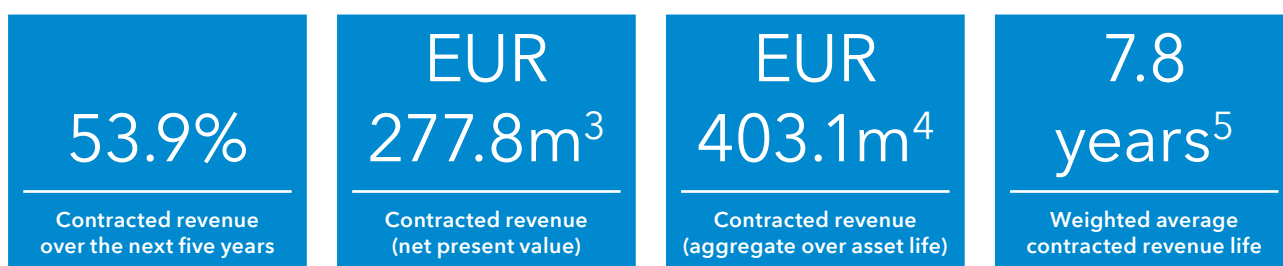 53.9%
Contracted revenue
over the next five years
EUR
277.8m³
Contracted revenue
(net present value)
EUR
403.1m⁴
Contracted revenue
(aggregate over asset life)
7.8
years⁵
Weighted average
contracted revenue life